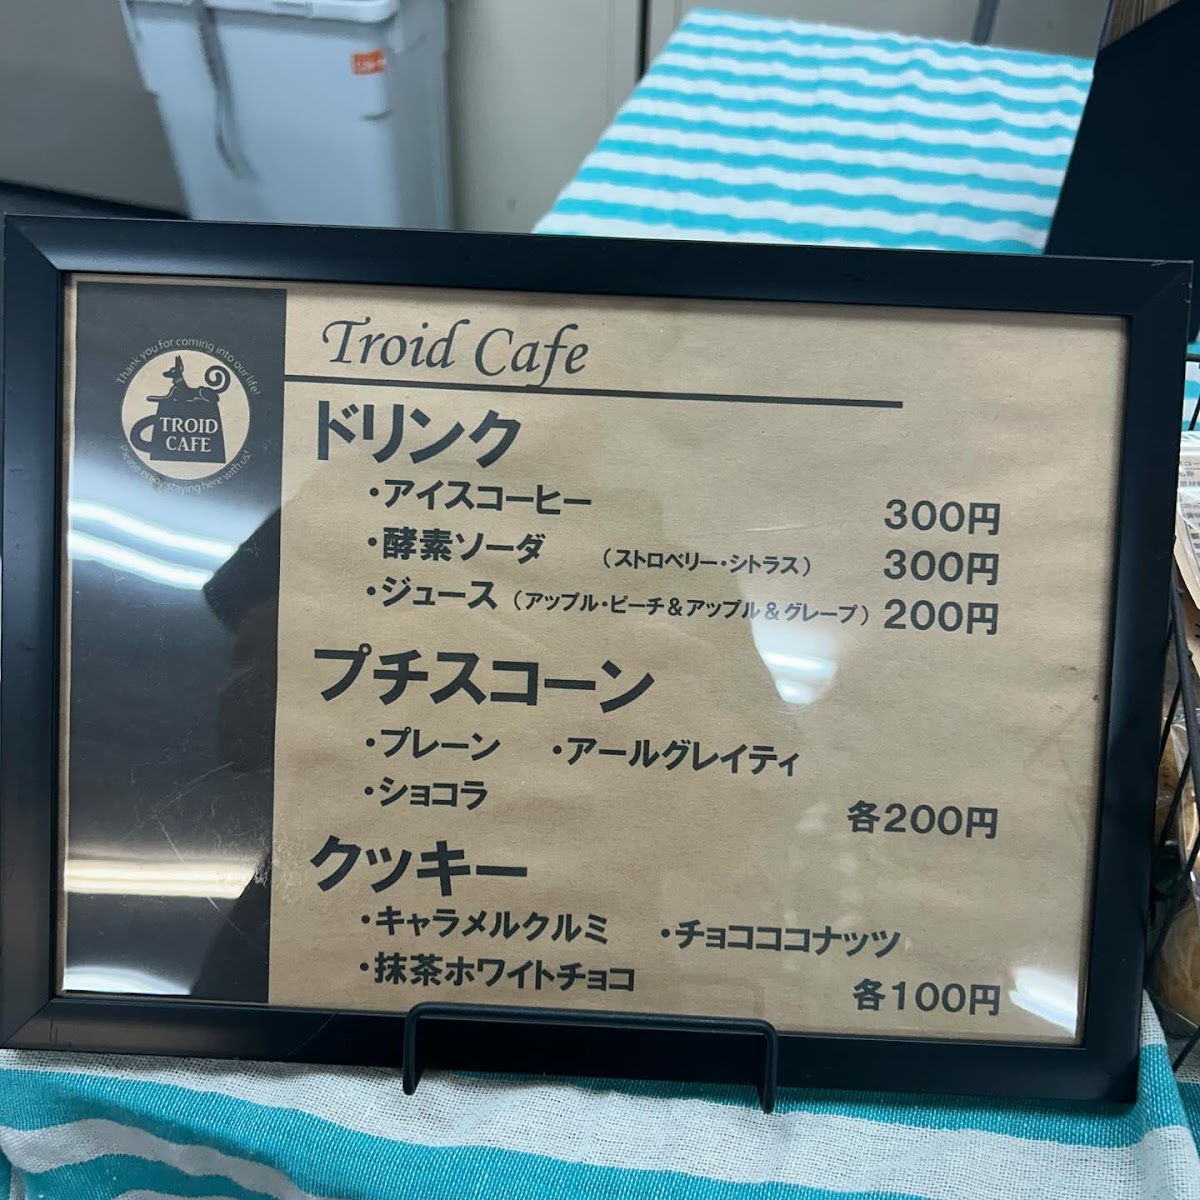 Thank you for coming into our life!
TROID
CAFE
Please enjoy staying here with us!
Troid Cafe
ドリンク
・アイスコーヒー 300円
・酵素ソーダ （ストロベリー・シトラス） 300円
・ジュース（アップル・ピーチ＆アップル＆グレープ） 200円
プチスコーン
・プレーン ・アールグレイティ
・ショコラ
各200円
クッキー
・キャラメルクルミ ・チョコココナッツ
・抹茶ホワイトチョコ
各100円